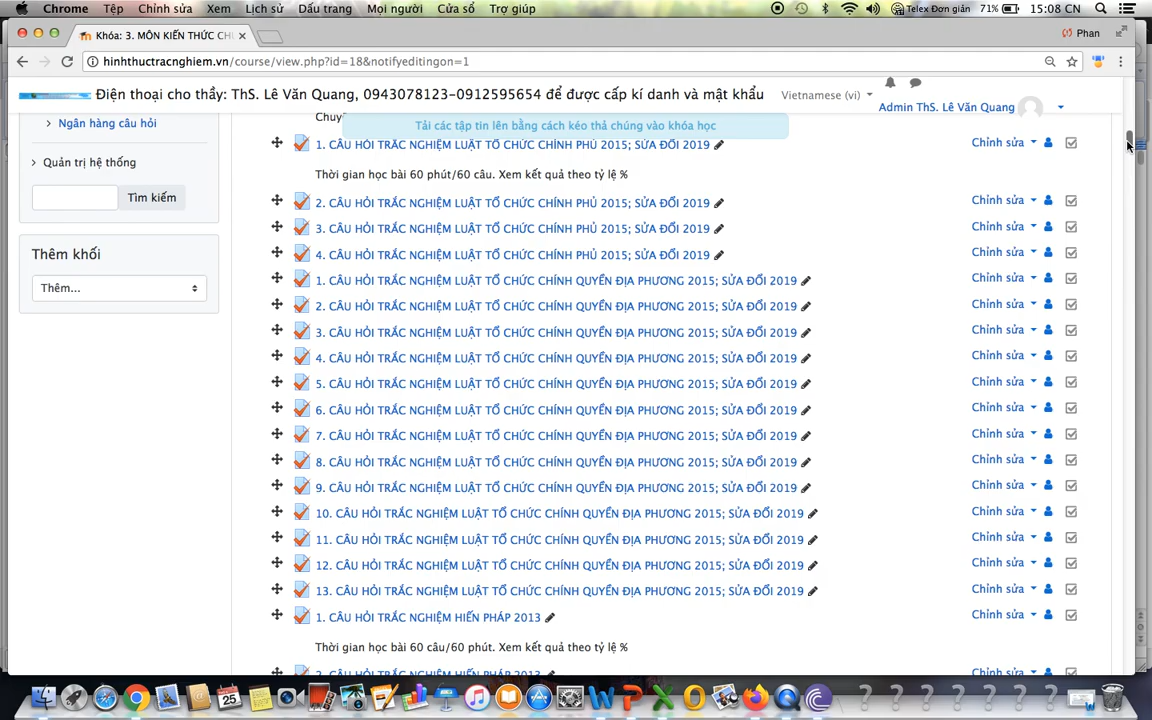 Chrome Tệp Chỉnh sửa Xem Lịch sử Dấu trang Mọi người Cửa sổ Trợ giúp Telex Đơn giản 71% 15:08 CN
Khóa: 3. MÔN KIẾN THỨC CHU Phan
hinhthuctracnghiem.vn/course/view.php?id=18&notifyeditingon=1
Điện thoại cho thầy: ThS. Lê Văn Quang, 0943078123-0912595654 để được cấp kí danh và mật khẩu Vietnamese (vi)
Admin ThS. Lê Văn Quang
Ngân hàng câu hỏi
Quản trị hệ thống
Tìm kiếm
Thêm khối
Thêm...
Chuy
Tải các tập tin lên bằng cách kéo thả chúng vào khóa học
1. CÂU HỎI TRẮC NGHIỆM LUẬT TỔ CHỨC CHÍNH PHỦ 2015; SỬA ĐỔI 2019 Chỉnh sửa
Thời gian học bài 60 phút/60 câu. Xem kết quả theo tỷ lệ %
2. CÂU HỎI TRẮC NGHIỆM LUẬT TỔ CHỨC CHÍNH PHỦ 2015; SỬA ĐỔI 2019 Chỉnh sửa
3. CÂU HỎI TRẮC NGHIỆM LUẬT TỔ CHỨC CHÍNH PHỦ 2015; SỬA ĐỔI 2019 Chỉnh sửa
4. CÂU HỎI TRẮC NGHIỆM LUẬT TỔ CHỨC CHÍNH PHỦ 2015; SỬA ĐỔI 2019 Chỉnh sửa
1. CÂU HỎI TRẮC NGHIỆM LUẬT TỔ CHỨC CHÍNH QUYỀN ĐỊA PHƯƠNG 2015; SỬA ĐỔI 2019 Chỉnh sửa
2. CÂU HỎI TRẮC NGHIỆM LUẬT TỔ CHỨC CHÍNH QUYỀN ĐỊA PHƯƠNG 2015; SỬA ĐỔI 2019 Chỉnh sửa
3. CÂU HỎI TRẮC NGHIỆM LUẬT TỔ CHỨC CHÍNH QUYỀN ĐỊA PHƯƠNG 2015; SỬA ĐỔI 2019 Chỉnh sửa
4. CÂU HỎI TRẮC NGHIỆM LUẬT TỔ CHỨC CHÍNH QUYỀN ĐỊA PHƯƠNG 2015; SỬA ĐỔI 2019 Chỉnh sửa
5. CÂU HỎI TRẮC NGHIỆM LUẬT TỔ CHỨC CHÍNH QUYỀN ĐỊA PHƯƠNG 2015; SỬA ĐỔI 2019 Chỉnh sửa
6. CÂU HỎI TRẮC NGHIỆM LUẬT TỔ CHỨC CHÍNH QUYỀN ĐỊA PHƯƠNG 2015; SỬA ĐỔI 2019 Chỉnh sửa
7. CÂU HỎI TRẮC NGHIỆM LUẬT TỔ CHỨC CHÍNH QUYỀN ĐỊA PHƯƠNG 2015; SỬA ĐỔI 2019 Chỉnh sửa
8. CÂU HỎI TRẮC NGHIỆM LUẬT TỔ CHỨC CHÍNH QUYỀN ĐỊA PHƯƠNG 2015; SỬA ĐỔI 2019 Chỉnh sửa
9. CÂU HỎI TRẮC NGHIỆM LUẬT TỔ CHỨC CHÍNH QUYỀN ĐỊA PHƯƠNG 2015; SỬA ĐỔI 2019 Chỉnh sửa
10. CÂU HỎI TRẮC NGHIỆM LUẬT TỔ CHỨC CHÍNH QUYỀN ĐỊA PHƯƠNG 2015; SỬA ĐỔI 2019 Chỉnh sửa
11. CÂU HỎI TRẮC NGHIỆM LUẬT TỔ CHỨC CHÍNH QUYỀN ĐỊA PHƯƠNG 2015; SỬA ĐỔI 2019 Chỉnh sửa
12. CÂU HỎI TRẮC NGHIỆM LUẬT TỔ CHỨC CHÍNH QUYỀN ĐỊA PHƯƠNG 2015; SỬA ĐỔI 2019 Chỉnh sửa
13. CÂU HỎI TRẮC NGHIỆM LUẬT TỔ CHỨC CHÍNH QUYỀN ĐỊA PHƯƠNG 2015; SỬA ĐỔI 2019 Chỉnh sửa
1. CÂU HỎI TRẮC NGHIỆM HIẾN PHÁP 2013 Chỉnh sửa
Thời gian học bài 60 câu/60 phút. Xem kết quả theo tỷ lệ %
2. CÂU HỎI TRẮC NGHIỆM HIẾN PHÁP 2013 Chỉnh sửa
25